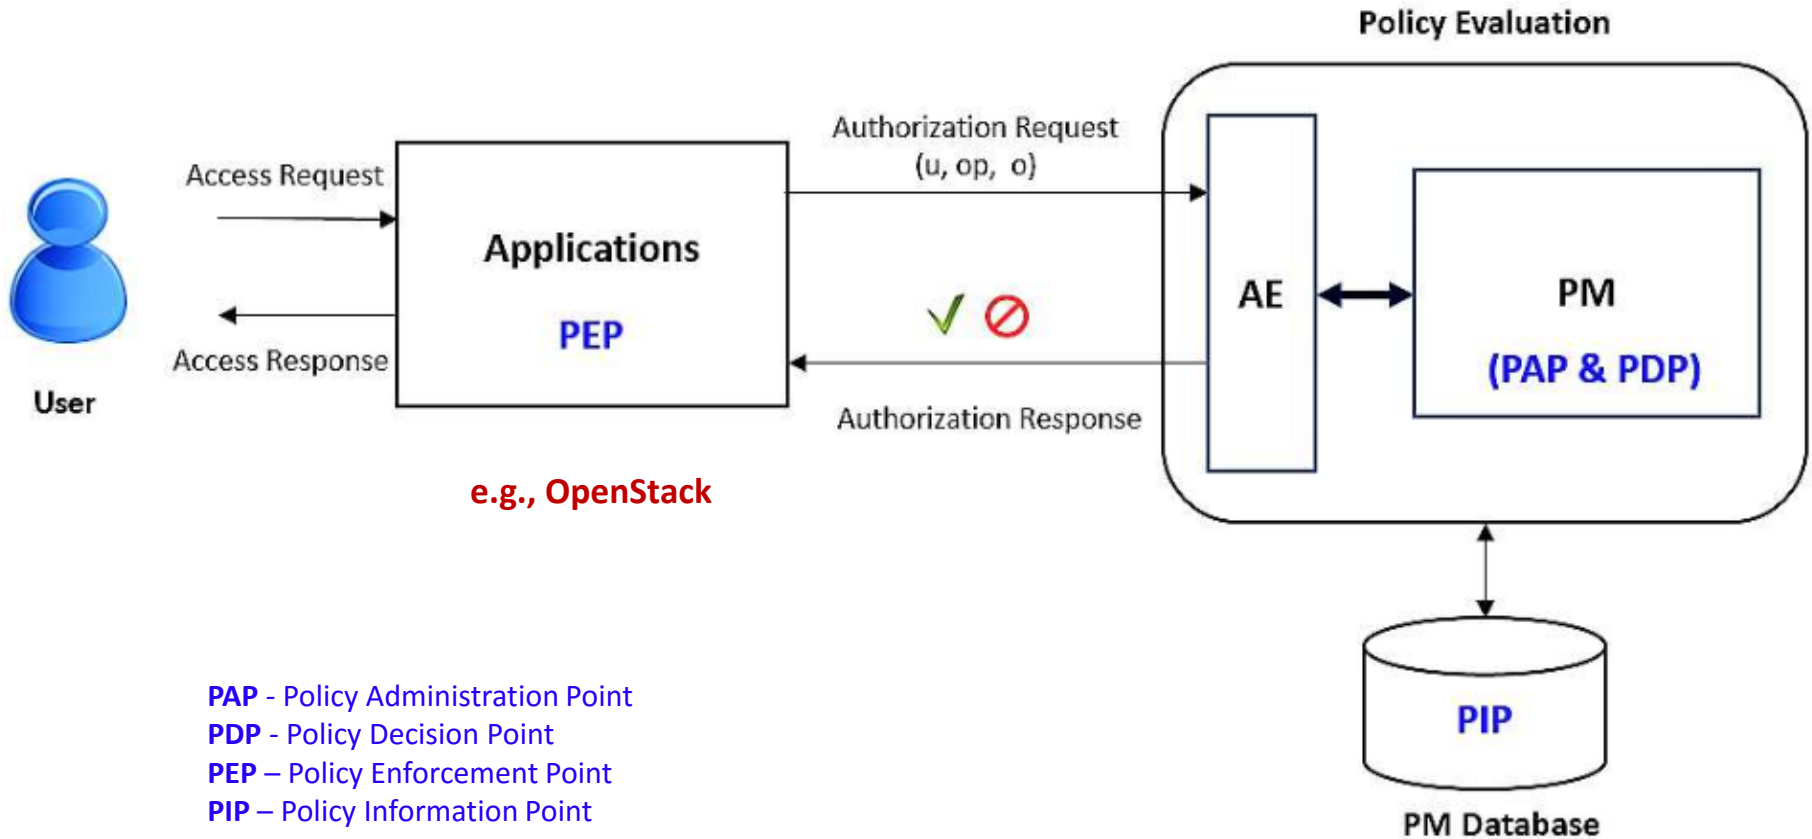 Policy Evaluation
Access Request
Access Response
User
Applications
PEP
e.g., OpenStack
Authorization Request
(u, op, o)
Authorization Response
AE
PM
(PAP & PDP)
PIP
PM Database
PAP - Policy Administration Point
PDP - Policy Decision Point
PEP – Policy Enforcement Point
PIP – Policy Information Point